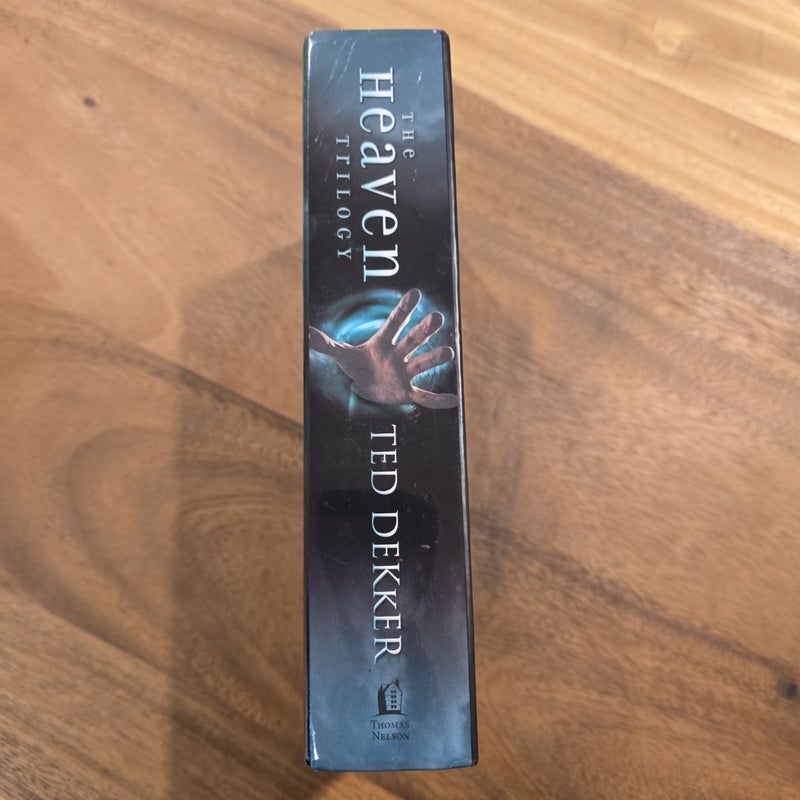 THE
Heaven
TrILOGY
TED DEKKER
THOMAS
NELSON